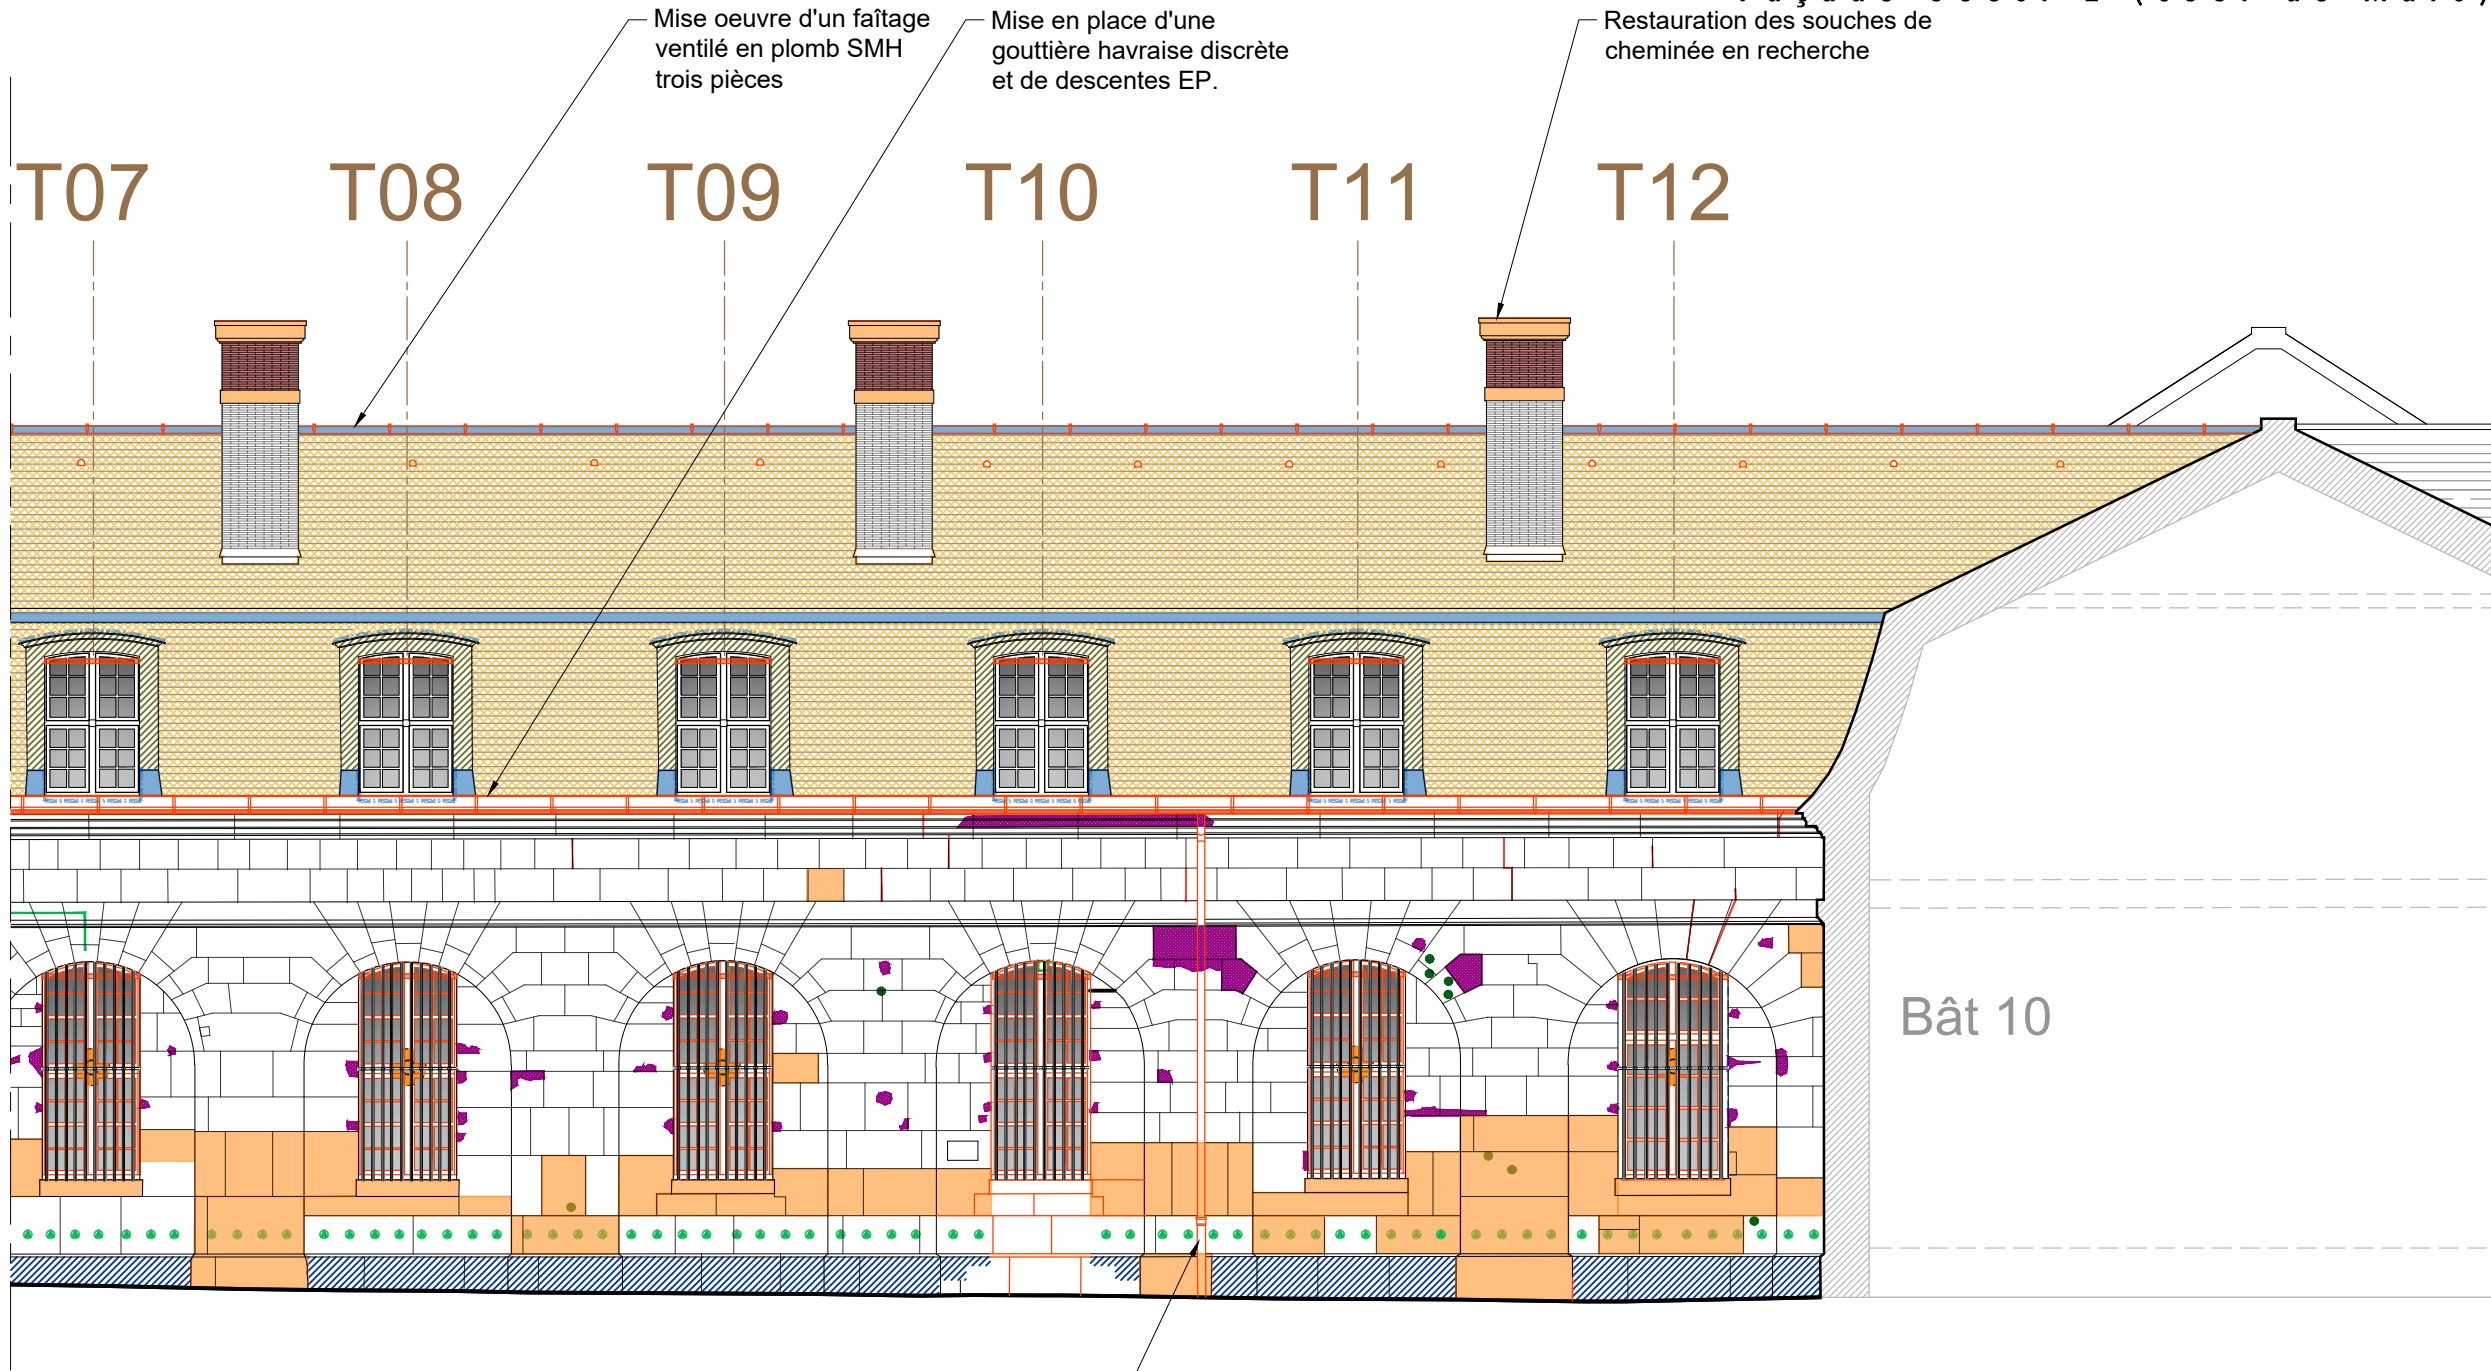 Mise oeuvre d'un faîtage
ventilé en plomb SMH
trois pièces
Mise en place d'une
gouttière havraise discrète
et de descentes EP.
Restauration des souches de
cheminée en recherche
T07
T08
T09
T10
T11
T12
Bât 10